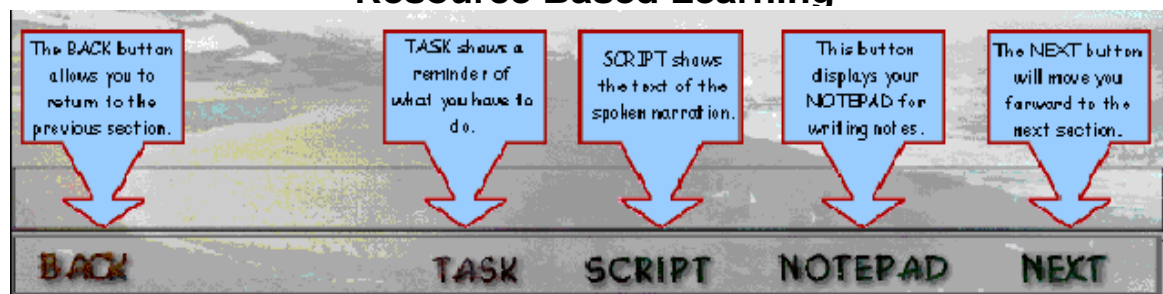 Resource Based Learning
The BACK button
allows you to
return to the
previous section.
TASK shows a
reminder of
what you have to
do.
SCRIPT shows
the text of the
spoken narration.
This button
displays your
NOTEPAD for
writing notes.
The NEXT button
will move you
forward to the
next section.
BACK
TASK
SCRIPT
NOTEPAD
NEXT